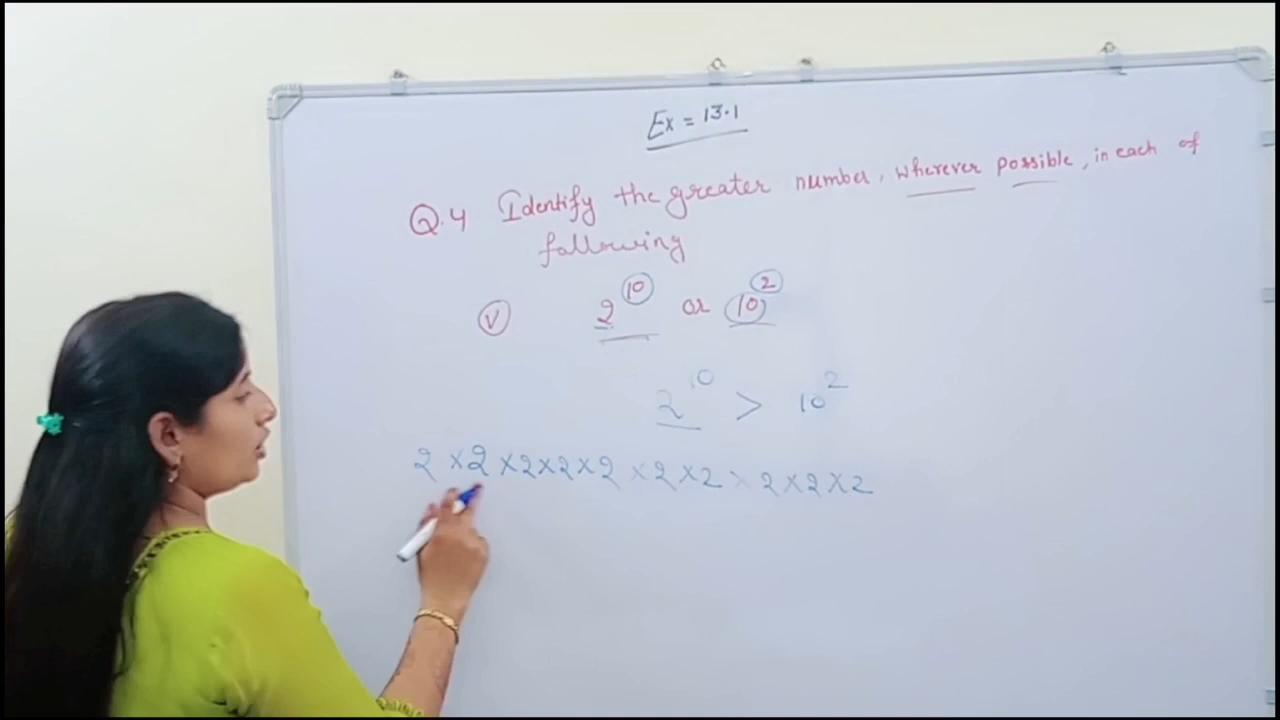 Ex = 13.1
Q.4 Identify the greater number, wherever possible, in each of
following
(v) 2^10 or 10^2
2^10 > 10^2
2 × 2 × 2 × 2 × 2 × 2 × 2 × 2 × 2 × 2